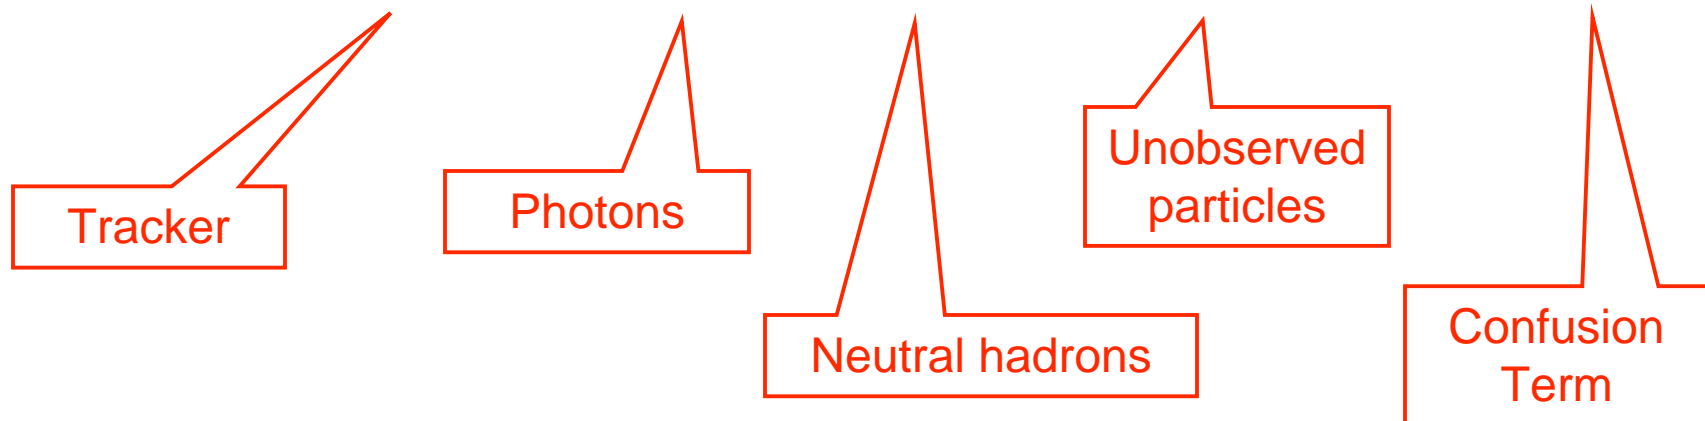 Tracker
Photons
Neutral hadrons
Unobserved
particles
Confusion
Term